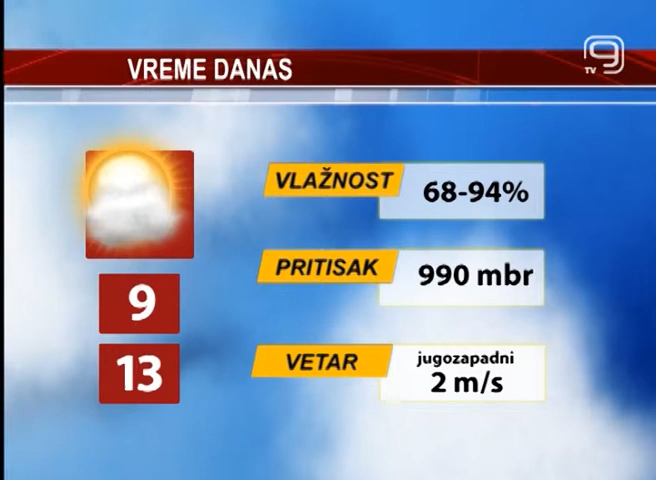 VREME DANAS
9
TV
VLAŽNOST
68-94%
9
PRITISAK
990 mbr
13
VETAR
jugozapadni
2 m/s